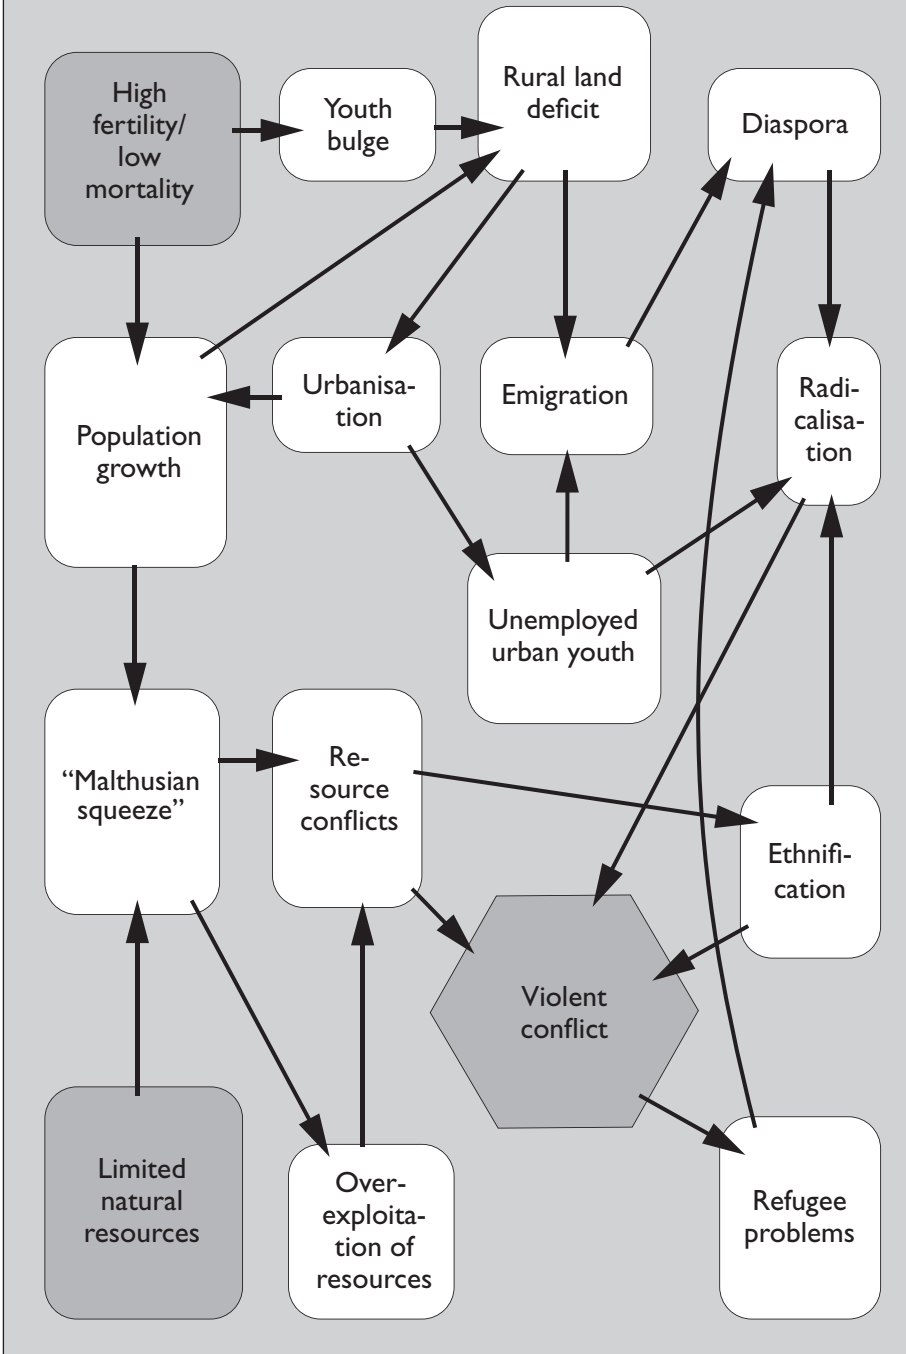 High
fertility/
low
mortality
Youth
bulge
Rural land
deficit
Diaspora
Population
growth
Urbanisa-
tion
Emigration
Radi-
calisa-
tion
Unemployed
urban youth
“Malthusian
squeeze”
Re-
source
conflicts
Ethnifi-
cation
Violent
conflict
Limited
natural
resources
Over-
exploita-
tion of
resources
Refugee
problems